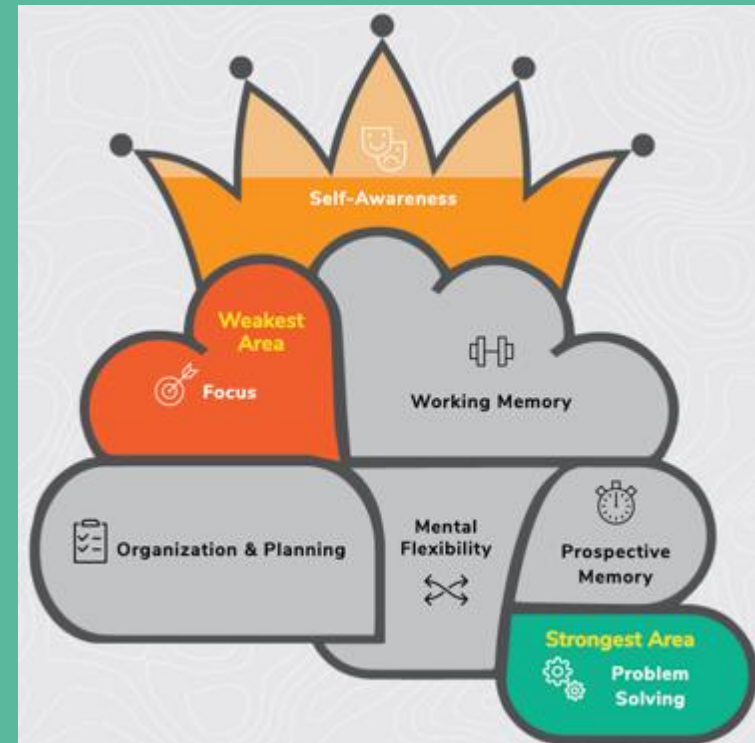 Self-Awareness
Weakest
Area
Focus
Working Memory
Organization & Planning
Mental
Flexibility
Prospective
Memory
Strongest Area
Problem
Solving